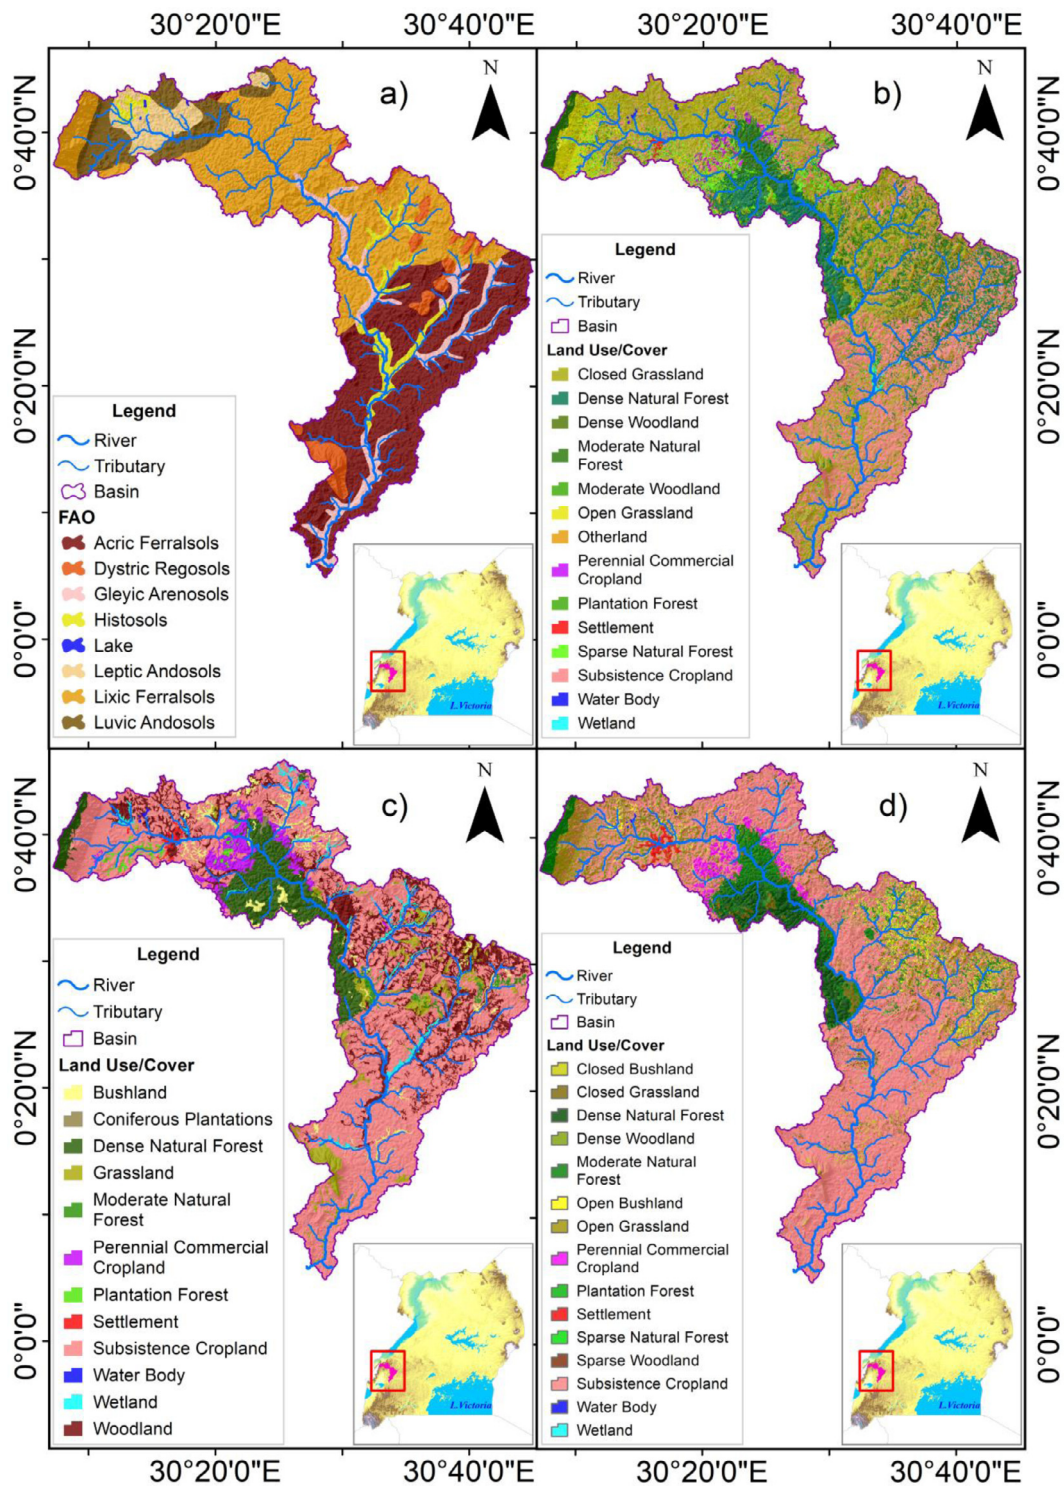 30°20'0"E 30°40'0"E 30°20'0"E 30°40'0"E
0°40'0"N
0°20'0"N
0°0'0"
a)
N
Legend
River
Tributary
Basin
FAO
Acric Ferralsols
Dystric Regosols
Gleyic Arenosols
Histosols
Lake
Leptic Andosols
Lixic Ferralsols
Luvic Andosols
L.Victoria
b)
N
0°40'0"N
0°20'0"N
0°0'0"
Legend
River
Tributary
Basin
Land Use/Cover
Closed Grassland
Dense Natural Forest
Dense Woodland
Moderate Natural
Forest
Moderate Woodland
Open Grassland
Otherland
Perennial Commercial
Cropland
Plantation Forest
Settlement
Sparse Natural Forest
Subsistence Cropland
Water Body
Wetland
L.Victoria
0°40'0"N
0°20'0"N
0°0'0"
c)
N
Legend
River
Tributary
Basin
Land Use/Cover
Bushland
Coniferous Plantations
Dense Natural Forest
Grassland
Moderate Natural
Forest
Perennial Commercial
Cropland
Plantation Forest
Settlement
Subsistence Cropland
Water Body
Wetland
Woodland
L.Victoria
d)
N
0°40'0"N
0°20'0"N
0°0'0"
Legend
River
Tributary
Basin
Land Use/Cover
Closed Bushland
Closed Grassland
Dense Natural Forest
Dense Woodland
Moderate Natural
Forest
Open Bushland
Open Grassland
Perennial Commercial
Cropland
Plantation Forest
Settlement
Sparse Natural Forest
Sparse Woodland
Subsistence Cropland
Water Body
Wetland
L.Victoria
30°20'0"E 30°40'0"E 30°20'0"E 30°40'0"E